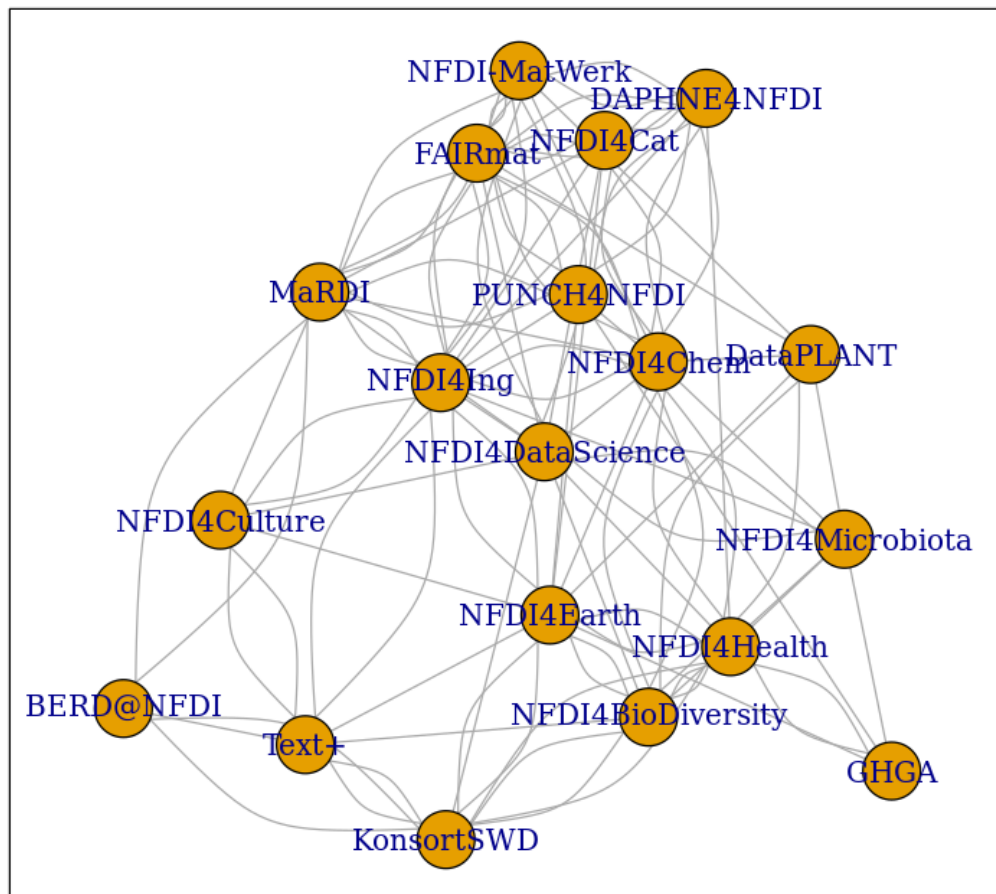 NFDI-MatWerk
DAPHNE4NFDI
NFDI4Cat
FAIRmat
MaRDI
PUNCH4NFDI
DataPLANT
NFDI4Chem
NFDI4Ing
NFDI4DataScience
NFDI4Culture
NFDI4Microbiota
NFDI4Earth
NFDI4Health
BERD@NFDI
NFDI4BioDiversity
Text+
GHGA
KonsortSWD